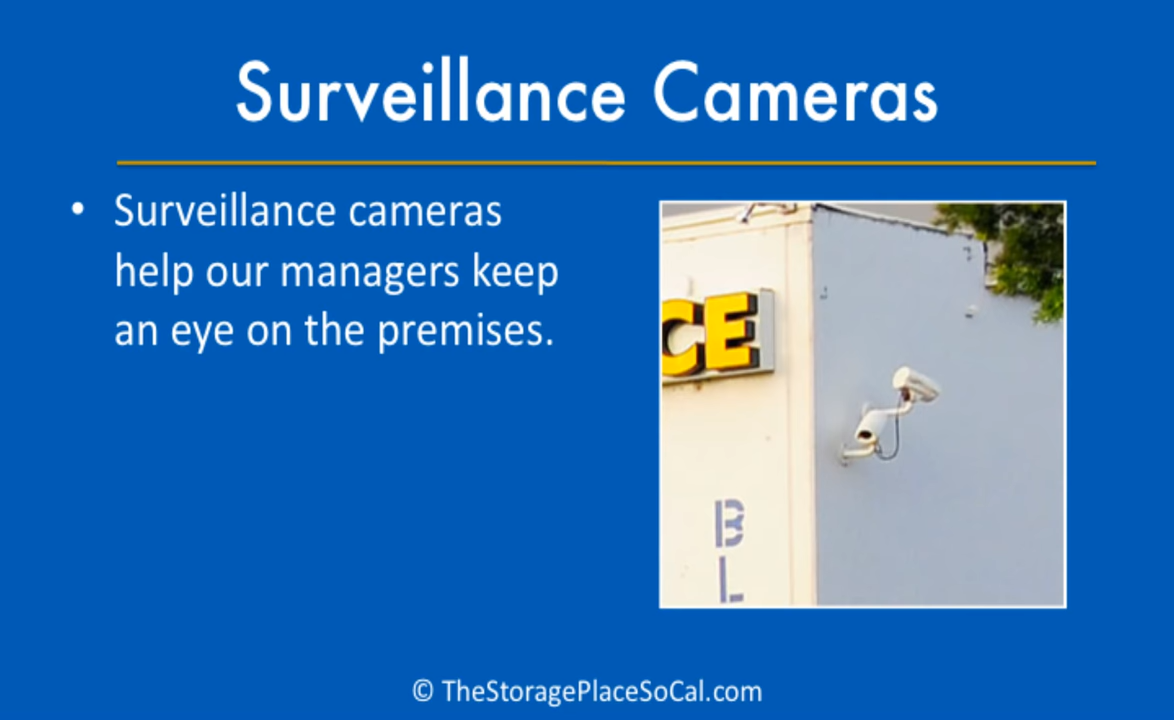 Surveillance Cameras
• Surveillance cameras
help our managers keep
an eye on the premises.
CE
B
L
© TheStoragePlaceSoCal.com